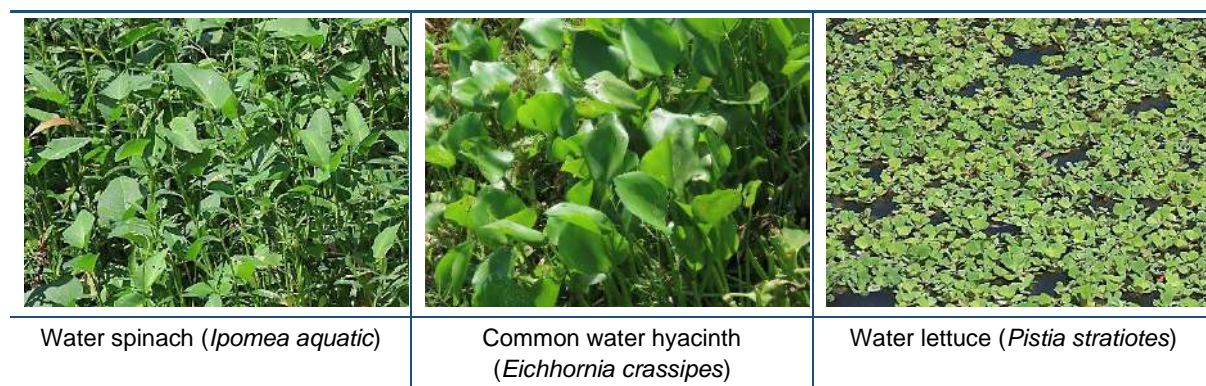 Water spinach (Ipomea aquatic)
Common water hyacinth
(Eichhornia crassipes)
Water lettuce (Pistia stratiotes)